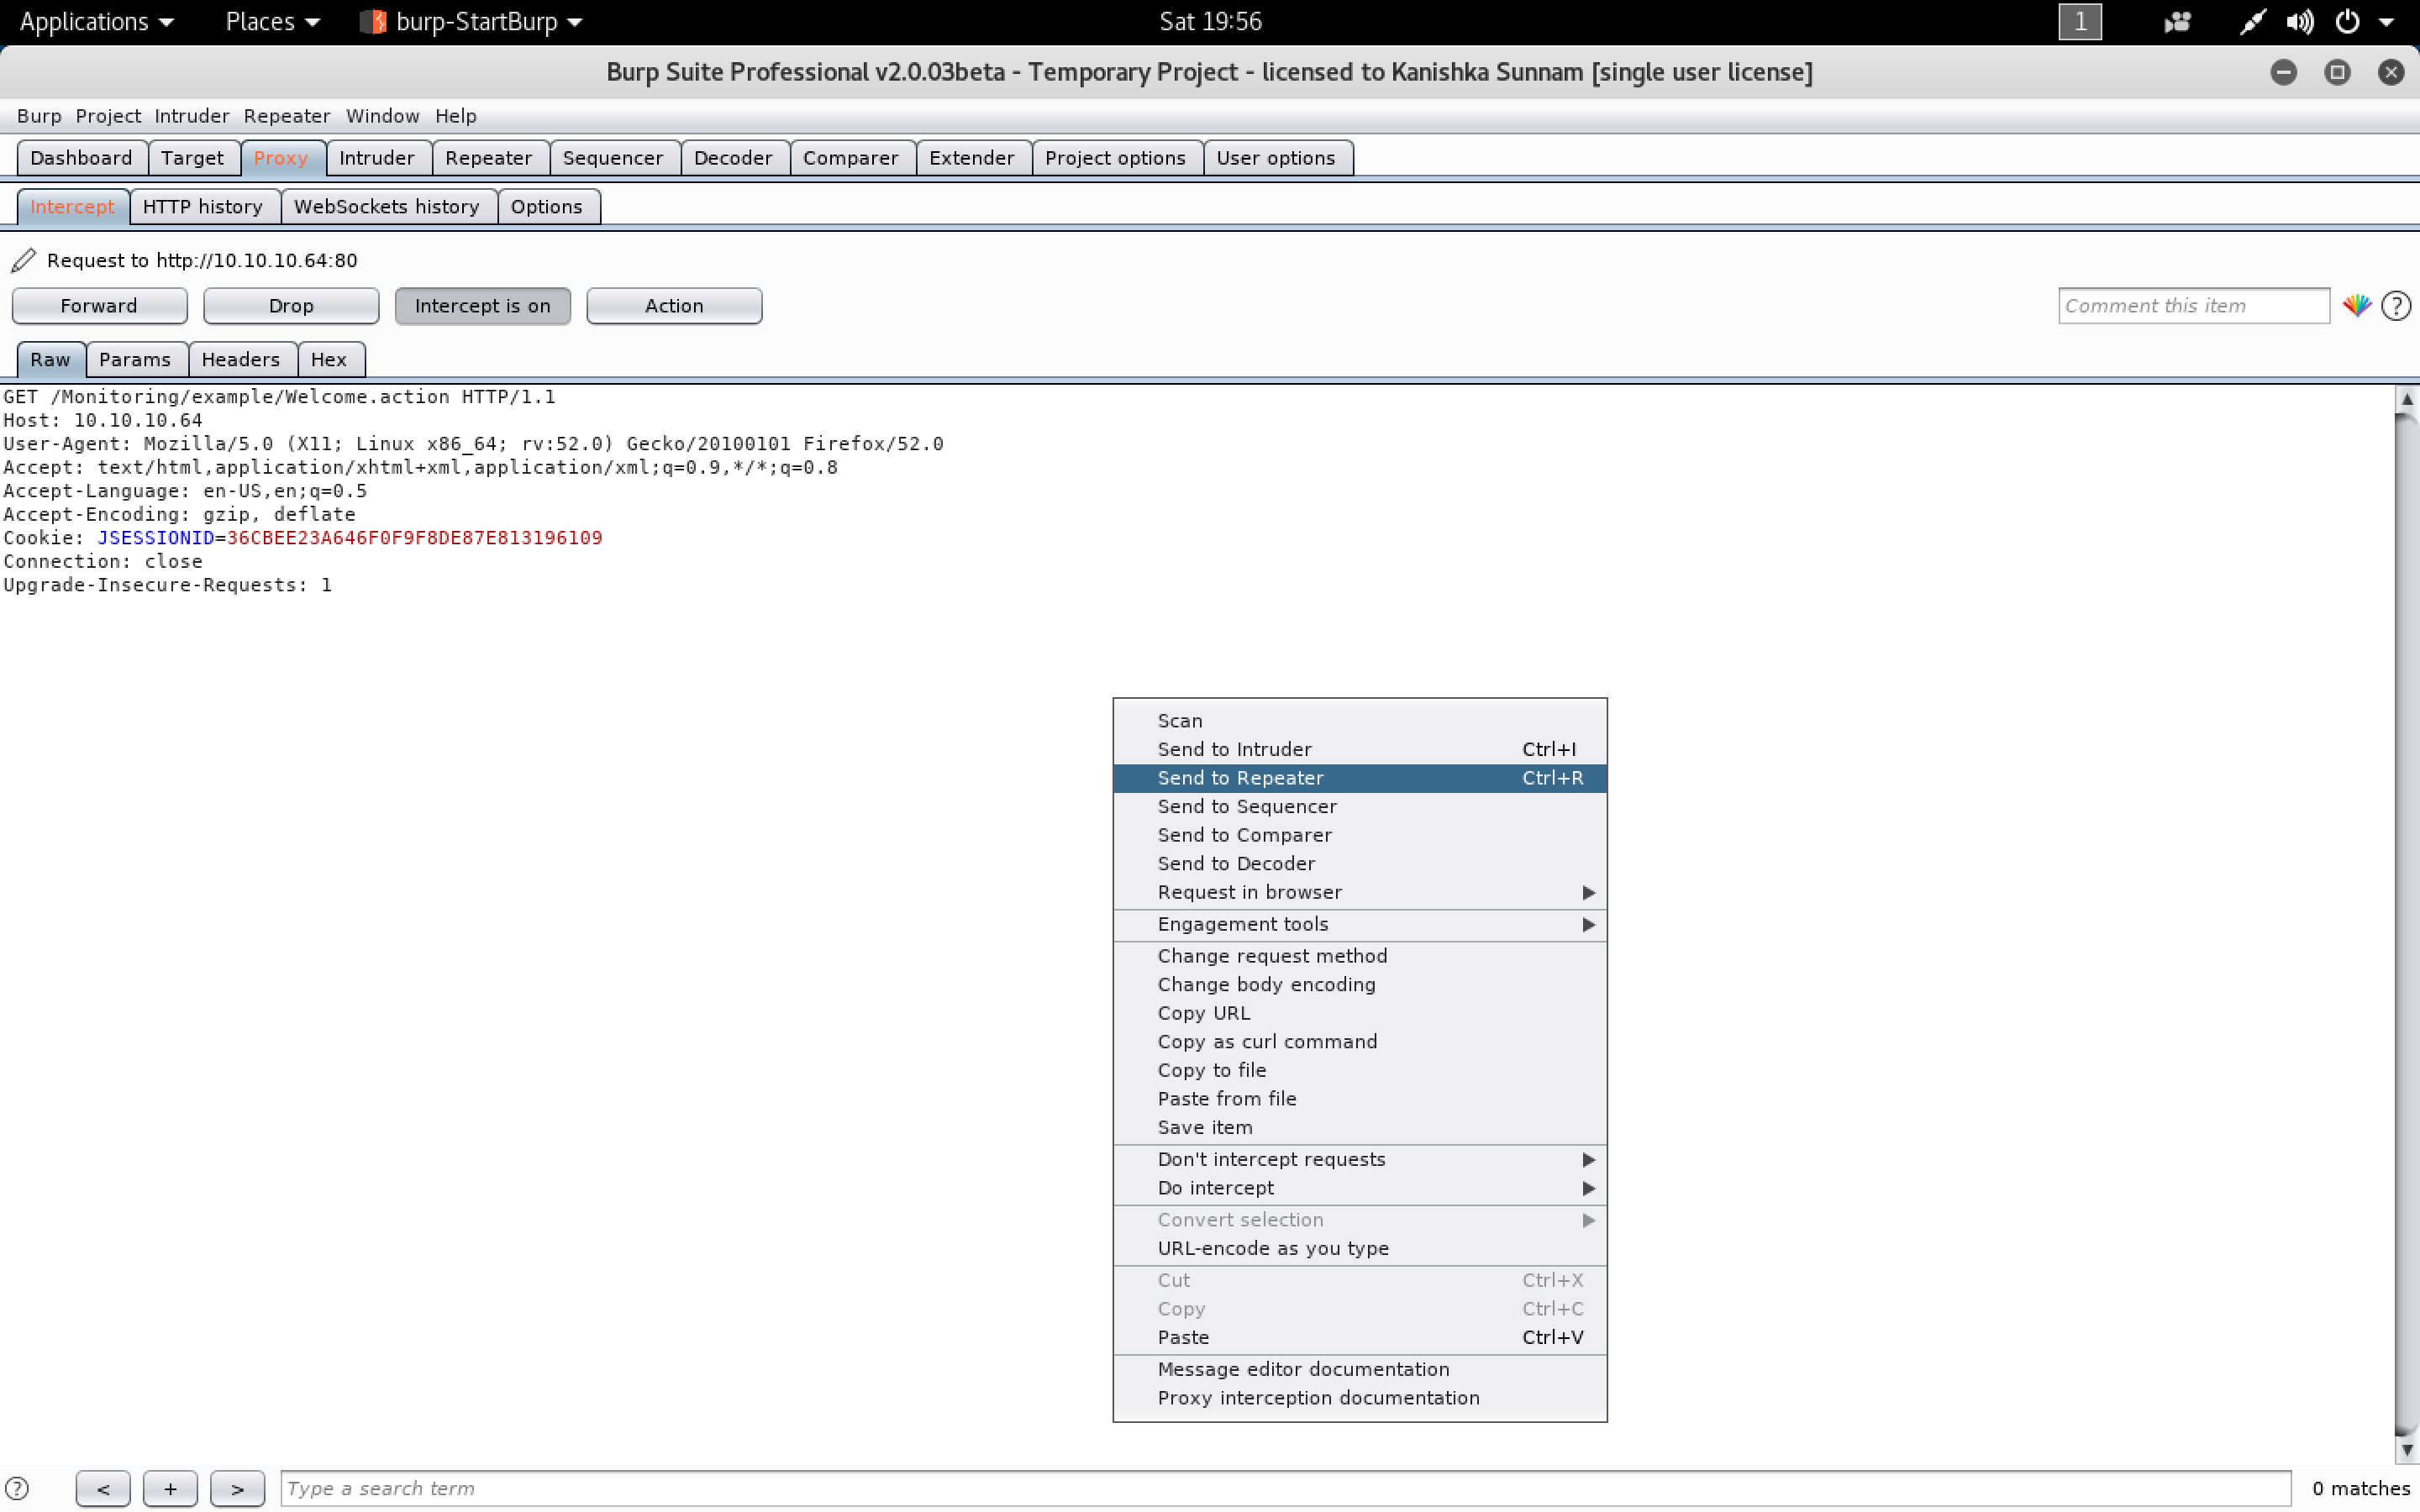 Applications Places burp-StartBurp Sat 19:56 1
Burp Suite Professional v2.0.03beta - Temporary Project - licensed to Kanishka Sunnam [single user license]
Burp Project Intruder Repeater Window Help
Dashboard Target Proxy Intruder Repeater Sequencer Decoder Comparer Extender Project options User options
Intercept HTTP history WebSockets history Options
Request to http://10.10.10.64:80
Forward Drop Intercept is on Action Comment this item ?
Raw Params Headers Hex
GET /Monitoring/example/Welcome.action HTTP/1.1
Host: 10.10.10.64
User-Agent: Mozilla/5.0 (X11; Linux x86_64; rv:52.0) Gecko/20100101 Firefox/52.0
Accept: text/html,application/xhtml+xml,application/xml;q=0.9,*/*;q=0.8
Accept-Language: en-US,en;q=0.5
Accept-Encoding: gzip, deflate
Cookie: JSESSIONID=36CBEE23A646F0F9F8DE87E813196109
Connection: close
Upgrade-Insecure-Requests: 1
Scan
Send to Intruder Ctrl+I
Send to Repeater Ctrl+R
Send to Sequencer
Send to Comparer
Send to Decoder
Request in browser
Engagement tools
Change request method
Change body encoding
Copy URL
Copy as curl command
Copy to file
Paste from file
Save item
Don't intercept requests
Do intercept
Convert selection
URL-encode as you type
Cut Ctrl+X
Copy Ctrl+C
Paste Ctrl+V
Message editor documentation
Proxy interception documentation
? < + > Type a search term 0 matches